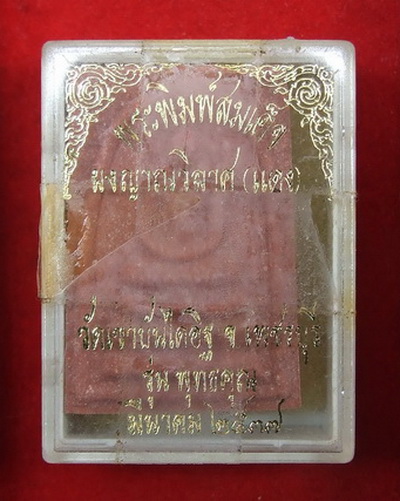 พระพิมพ์สมเด็จ
ผงญาณวิลาศ (แดง)
วัดเขาบันไดอิฐ จ เพชรบุรี
รุ่น พุทธคุณ
มีนาคม ๒๕๓๗